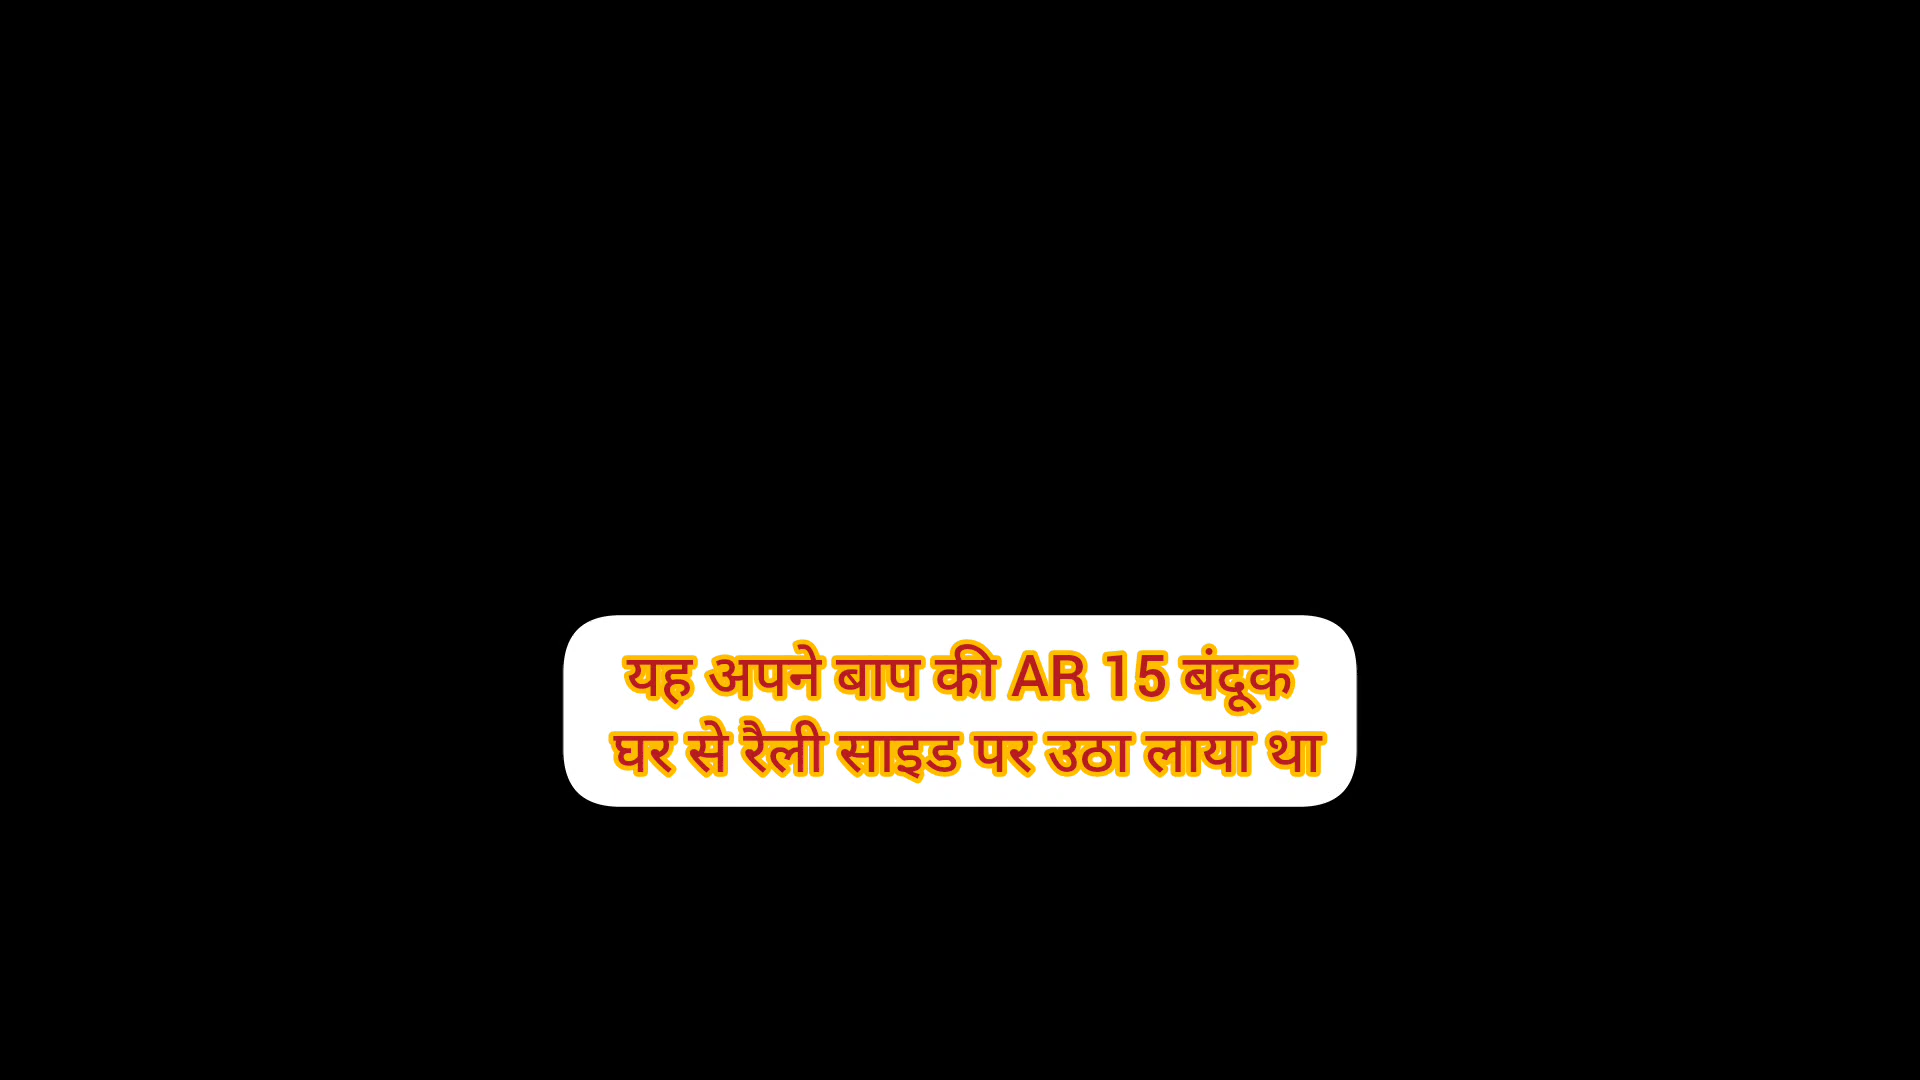 यह अपने बाप की AR 15 बंदूक
घर से रैली साइड पर उठा लाया था